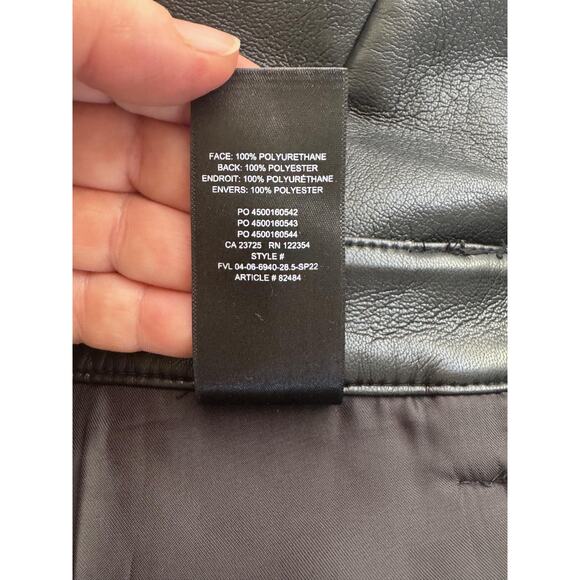 FACE: 100% POLYURETHANE
BACK: 100% POLYESTER
ENDROIT: 100% POLYURÉTHANE
ENVERS: 100% POLYESTER
PO 4500160542
PO 4500160543
PO 4500160544
CA 23725 RN 122354
STYLE #
FVL 04-06-6940-28.5-SP22
ARTICLE # 82484